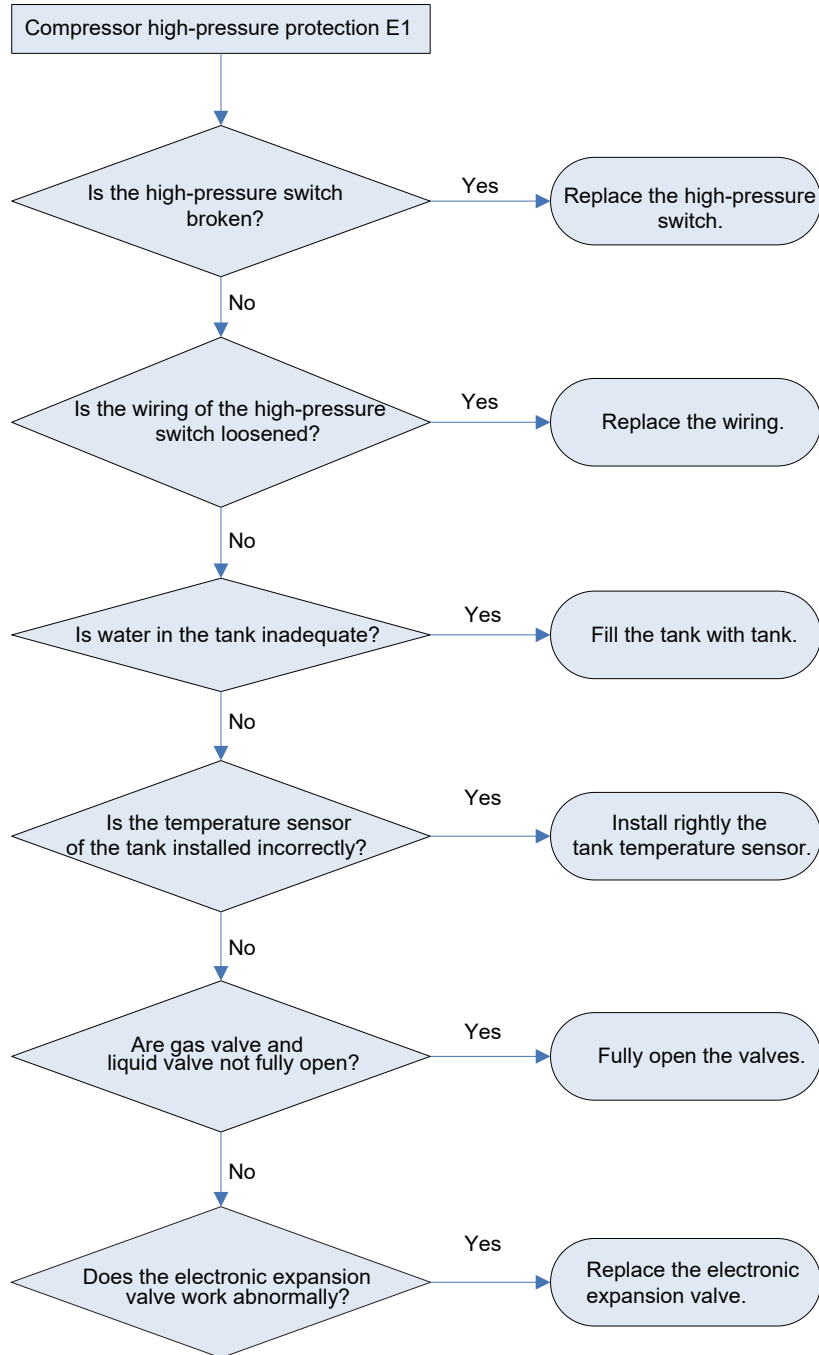 Compressor high-pressure protection E1
Is the high-pressure switch
broken?
Yes
Replace the high-pressure
switch.
No
Is the wiring of the high-pressure
switch loosened?
Yes
Replace the wiring.
No
Is water in the tank inadequate?
Yes
Fill the tank with tank.
No
Is the temperature sensor
of the tank installed incorrectly?
Yes
Install rightly the
tank temperature sensor.
No
Are gas valve and
liquid valve not fully open?
Yes
Fully open the valves.
No
Does the electronic expansion
valve work abnormally?
Yes
Replace the electronic
expansion valve.